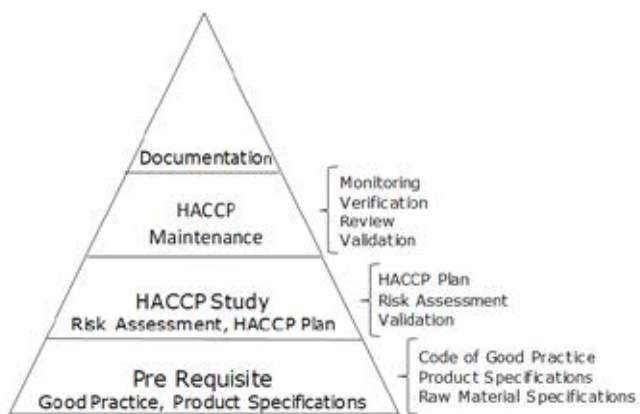 Documentation
HACCP
Maintenance
Monitoring
Verification
Review
Validation
HACCP Study
Risk Assessment, HACCP Plan
HACCP Plan
Risk Assessment
Validation
Pre Requisite
Good Practice, Product Specifications
Code of Good Practice
Product Specifications
Raw Material Specifications